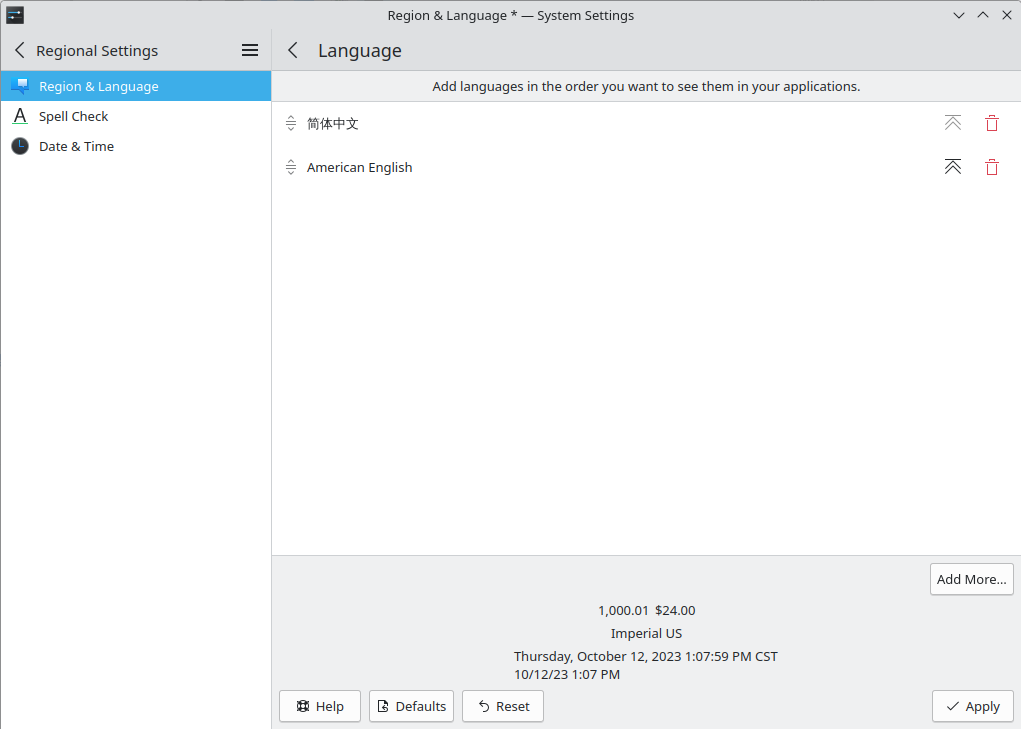 Region & Language * — System Settings
Regional Settings
Language
Region & Language
Spell Check
Date & Time
Add languages in the order you want to see them in your applications.
简体中文
American English
Add More...
1,000.01 $24.00
Imperial US
Thursday, October 12, 2023 1:07:59 PM CST
10/12/23 1:07 PM
Help
Defaults
Reset
Apply